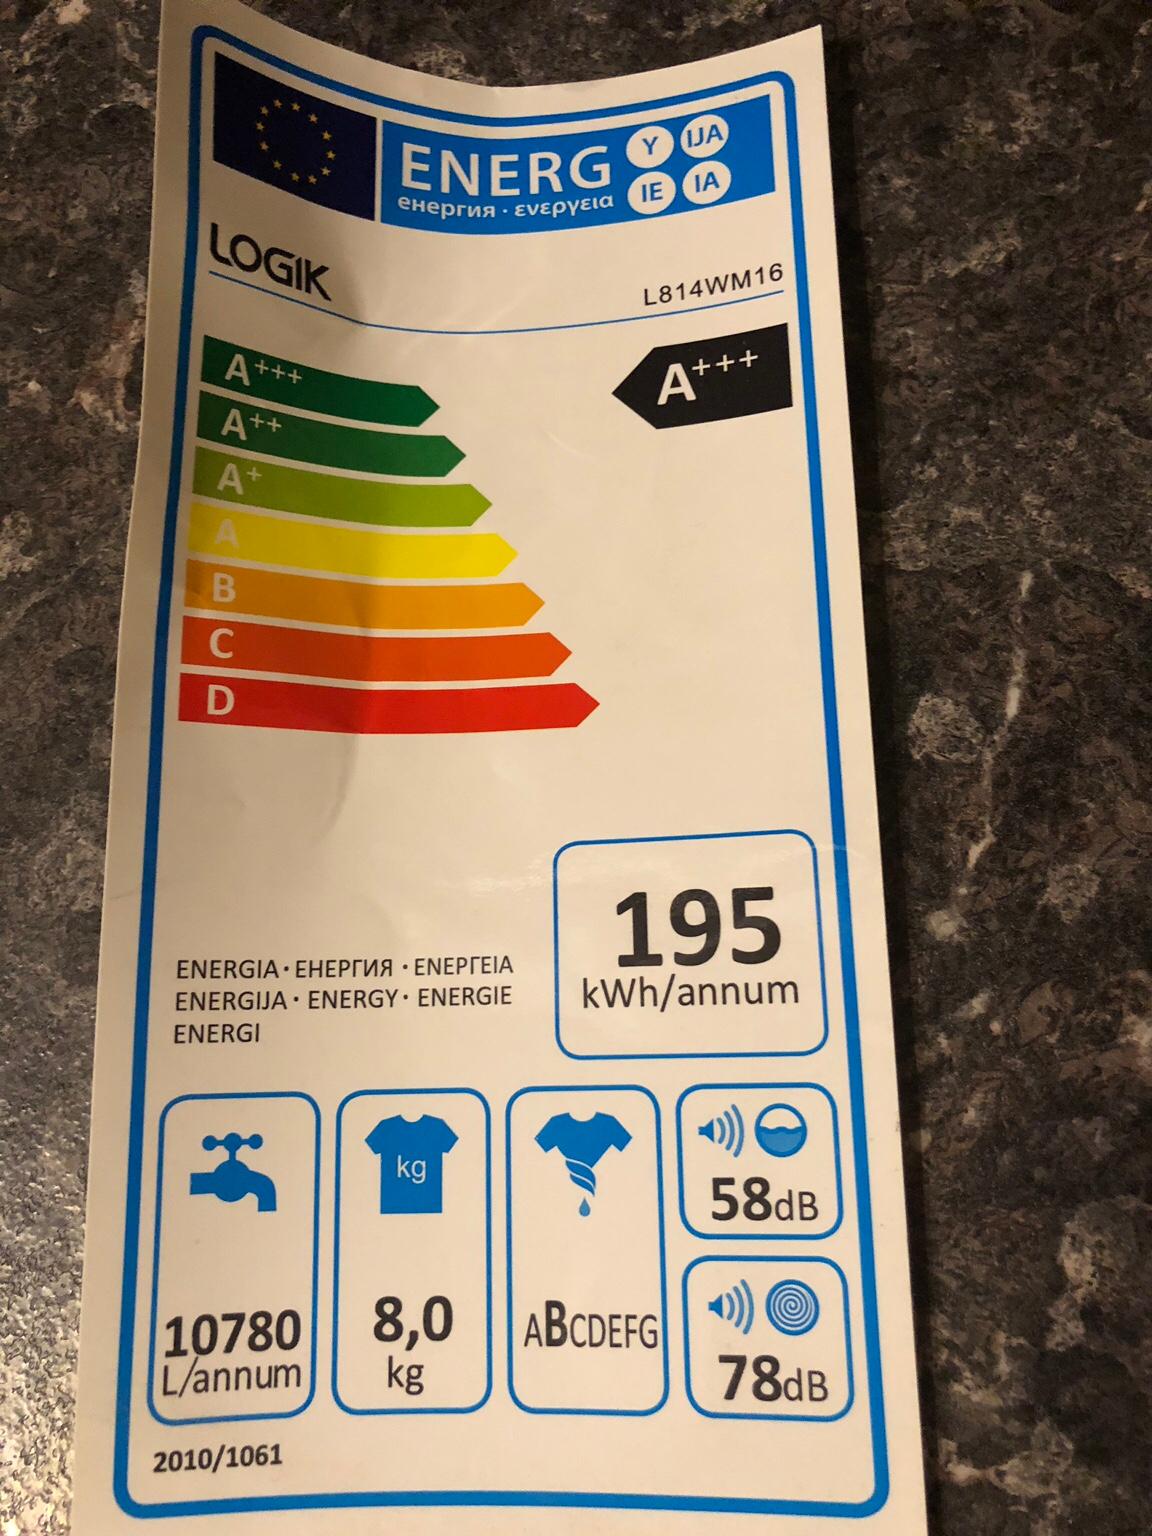 ENERG Y IJA
енергия · ενεργεια IE IA
LOGIK
L814WM16
A+++
A+++
A++
A+
A
B
C
D
195
kWh/annum
ENERGIA · ЕНЕРГИЯ · ΕΝΕΡΓΕΙΑ
ENERGIJA · ENERGY · ENERGIE
ENERGI
10780
L/annum
kg
8,0
kg
ABCDEFG
58dB
78dB
2010/1061